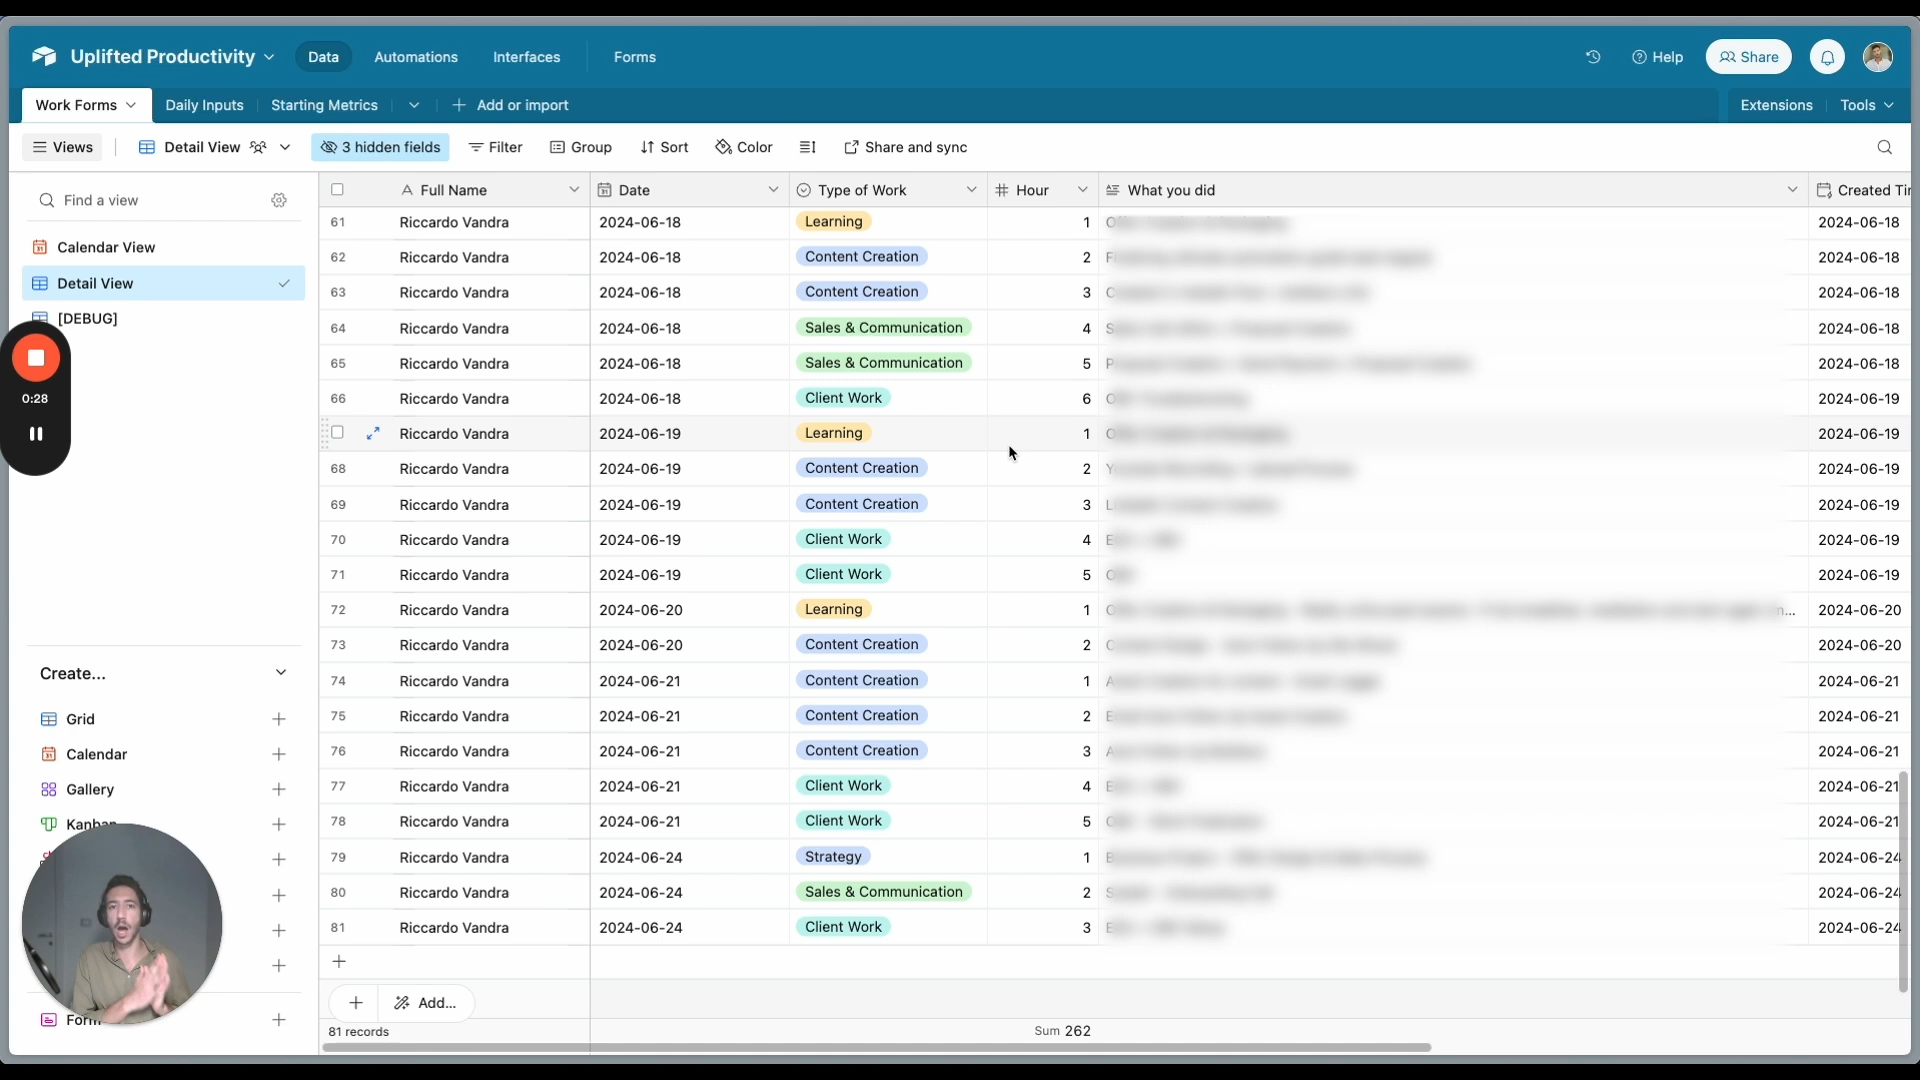 Uplifted Productivity
Data
Automations
Interfaces
Forms
Help
Share
Work Forms
Daily Inputs
Starting Metrics
Add or import
Extensions
Tools
Views
Detail View
3 hidden fields
Filter
Group
Sort
Color
Share and sync
Find a view
Calendar View
Detail View
[DEBUG]
0:28
Create...
Grid
Calendar
Gallery
Kanban
Form
Full Name Date Type of Work Hour What you did Created Tir
61 Riccardo Vandra 2024-06-18 Learning 1 2024-06-18
62 Riccardo Vandra 2024-06-18 Content Creation 2 2024-06-18
63 Riccardo Vandra 2024-06-18 Content Creation 3 2024-06-18
64 Riccardo Vandra 2024-06-18 Sales & Communication 4 2024-06-18
65 Riccardo Vandra 2024-06-18 Sales & Communication 5 2024-06-18
66 Riccardo Vandra 2024-06-18 Client Work 6 2024-06-19
Riccardo Vandra 2024-06-19 Learning 1 2024-06-19
68 Riccardo Vandra 2024-06-19 Content Creation 2 2024-06-19
69 Riccardo Vandra 2024-06-19 Content Creation 3 2024-06-19
70 Riccardo Vandra 2024-06-19 Client Work 4 2024-06-19
71 Riccardo Vandra 2024-06-19 Client Work 5 2024-06-19
72 Riccardo Vandra 2024-06-20 Learning 1 2024-06-20
73 Riccardo Vandra 2024-06-20 Content Creation 2 2024-06-20
74 Riccardo Vandra 2024-06-21 Content Creation 1 2024-06-21
75 Riccardo Vandra 2024-06-21 Content Creation 2 2024-06-21
76 Riccardo Vandra 2024-06-21 Content Creation 3 2024-06-21
77 Riccardo Vandra 2024-06-21 Client Work 4 2024-06-21
78 Riccardo Vandra 2024-06-21 Client Work 5 2024-06-21
79 Riccardo Vandra 2024-06-24 Strategy 1 2024-06-24
80 Riccardo Vandra 2024-06-24 Sales & Communication 2 2024-06-24
81 Riccardo Vandra 2024-06-24 Client Work 3 2024-06-24
Add...
81 records
Sum 262